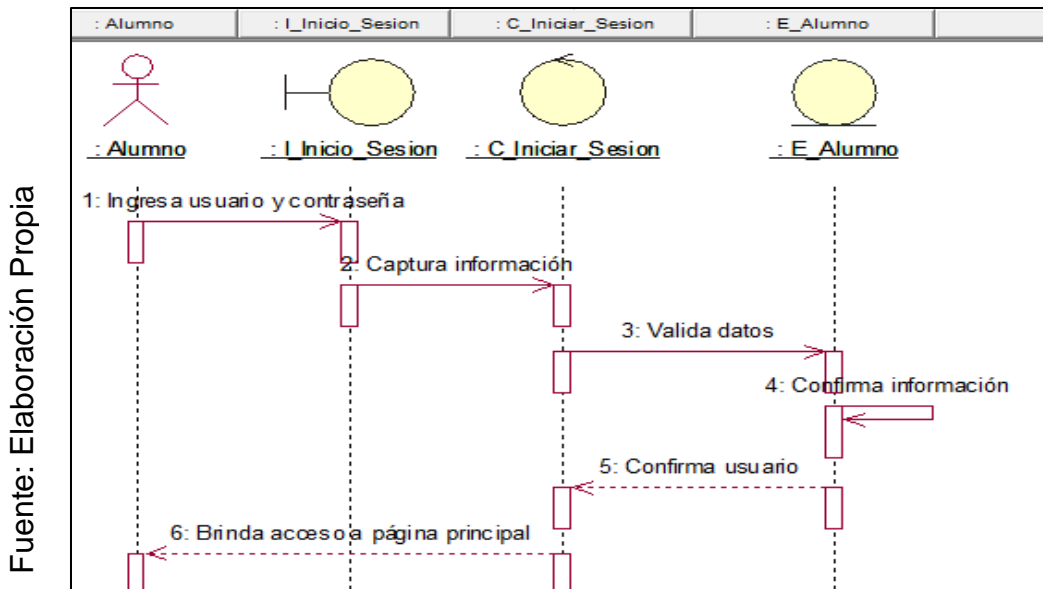 : Alumno
: I_Inicio_Sesion
: C_Iniciar_Sesion
: E_Alumno
: Alumno
: I_Inicio_Sesion
: C_Iniciar_Sesion
: E_Alumno
1: Ingresa usuario y contraseña
2: Captura información
3: Valida datos
4: Confirma información
5: Confirma usuario
6: Brinda acceso a página principal
Fuente: Elaboración Propia